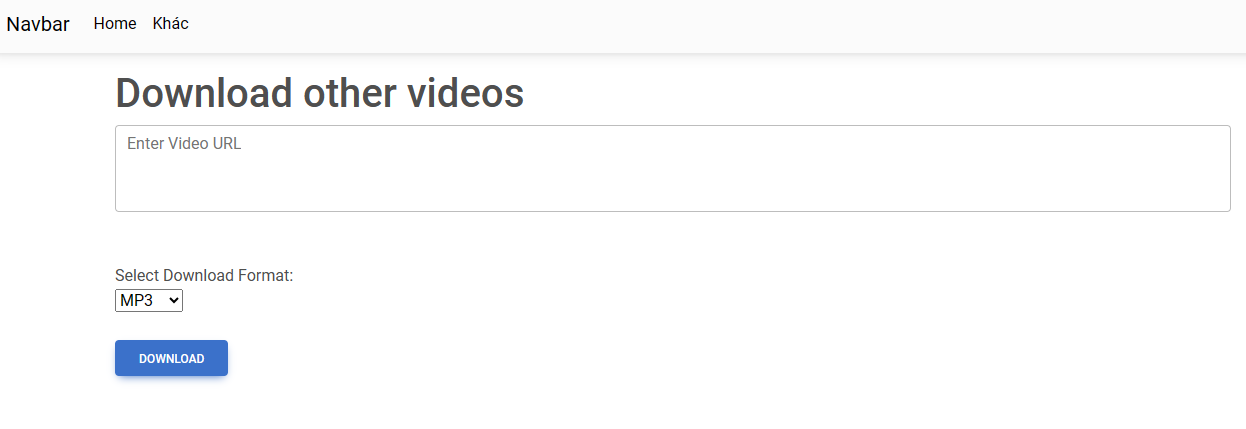 Navbar Home Khác
Download other videos
Enter Video URL
Select Download Format:
MP3
DOWNLOAD